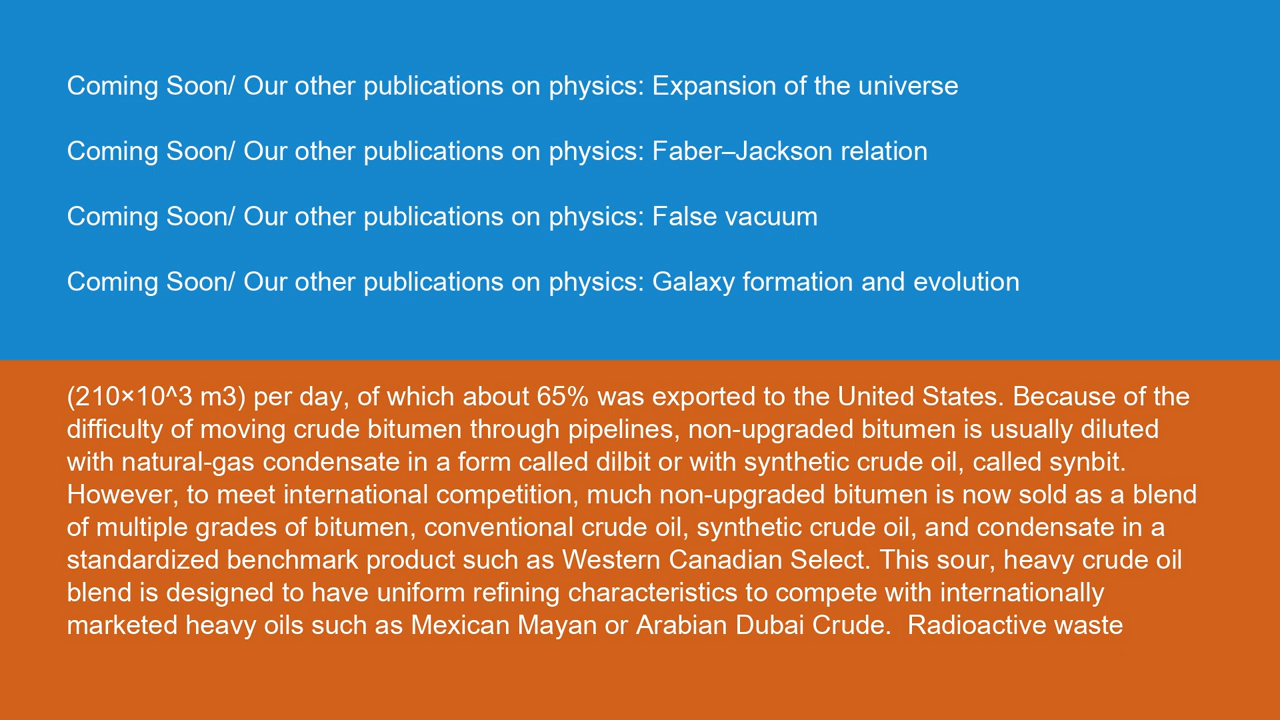 Coming Soon/ Our other publications on physics: Expansion of the universe
Coming Soon/ Our other publications on physics: Faber–Jackson relation
Coming Soon/ Our other publications on physics: False vacuum
Coming Soon/ Our other publications on physics: Galaxy formation and evolution
(210×10^3 m3) per day, of which about 65% was exported to the United States. Because of the
difficulty of moving crude bitumen through pipelines, non-upgraded bitumen is usually diluted
with natural-gas condensate in a form called dilbit or with synthetic crude oil, called synbit.
However, to meet international competition, much non-upgraded bitumen is now sold as a blend
of multiple grades of bitumen, conventional crude oil, synthetic crude oil, and condensate in a
standardized benchmark product such as Western Canadian Select. This sour, heavy crude oil
blend is designed to have uniform refining characteristics to compete with internationally
marketed heavy oils such as Mexican Mayan or Arabian Dubai Crude.  Radioactive waste